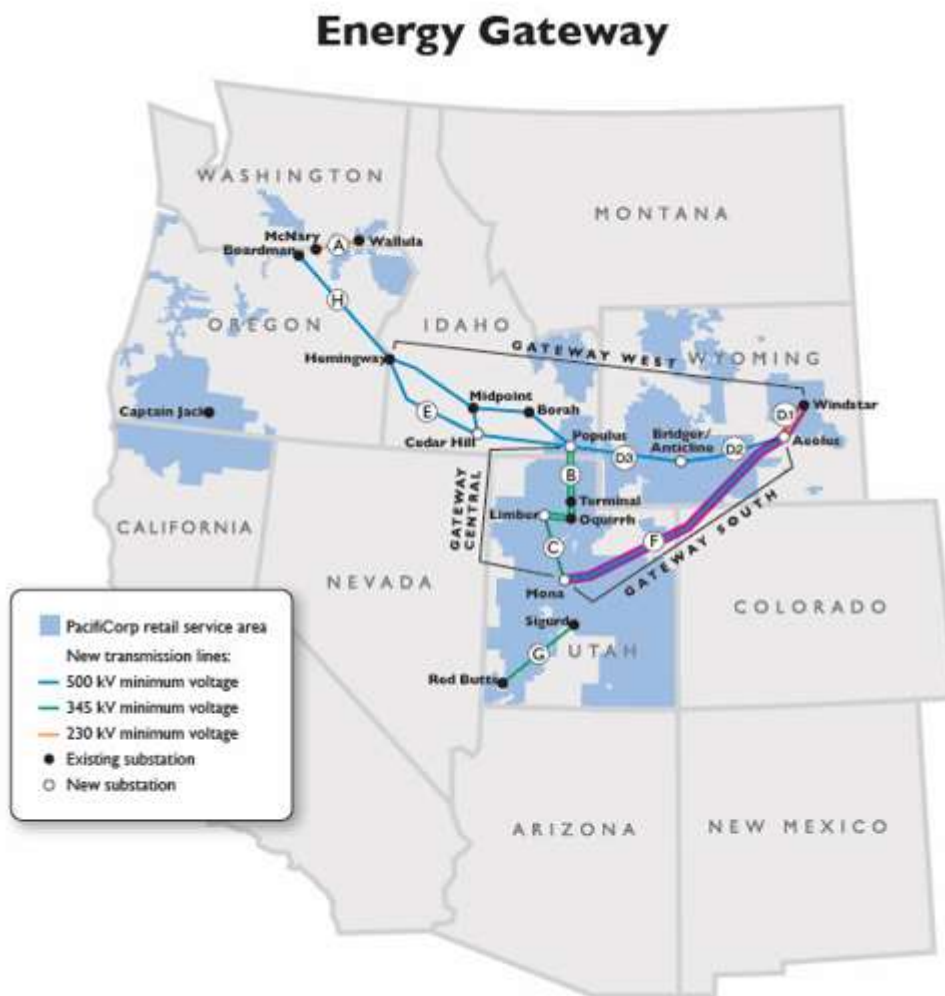 Energy Gateway
WASHINGTON
MONTANA
McNary
A
Wallula
Boardman
H
OREGON
IDAHO
GATEWAY WEST
WYOMING
Hemingway
Captain Jack
E
Midpoint
Borah
Windstar
D1
Cedar Hill
Populus
Bridger/
Anticline
D2
Aeolus
D3
B
GATEWAY
CENTRAL
Terminal
Limber
Oquirrh
CALIFORNIA
C
F
GATEWAY SOUTH
NEVADA
Mona
COLORADO
Sigurd
G
UTAH
Red Butte
PacifiCorp retail service area
New transmission lines:
500 kV minimum voltage
345 kV minimum voltage
230 kV minimum voltage
Existing substation
New substation
ARIZONA
NEW MEXICO